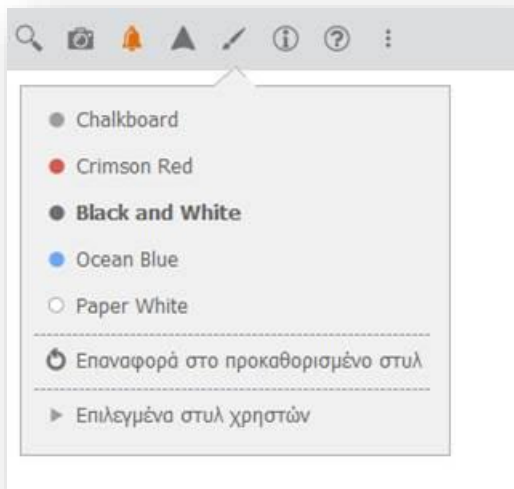 Chalkboard
Crimson Red
Black and White
Ocean Blue
Paper White
Επαναφορά στο προκαθορισμένο στυλ
Επιλεγμένα στυλ χρηστών